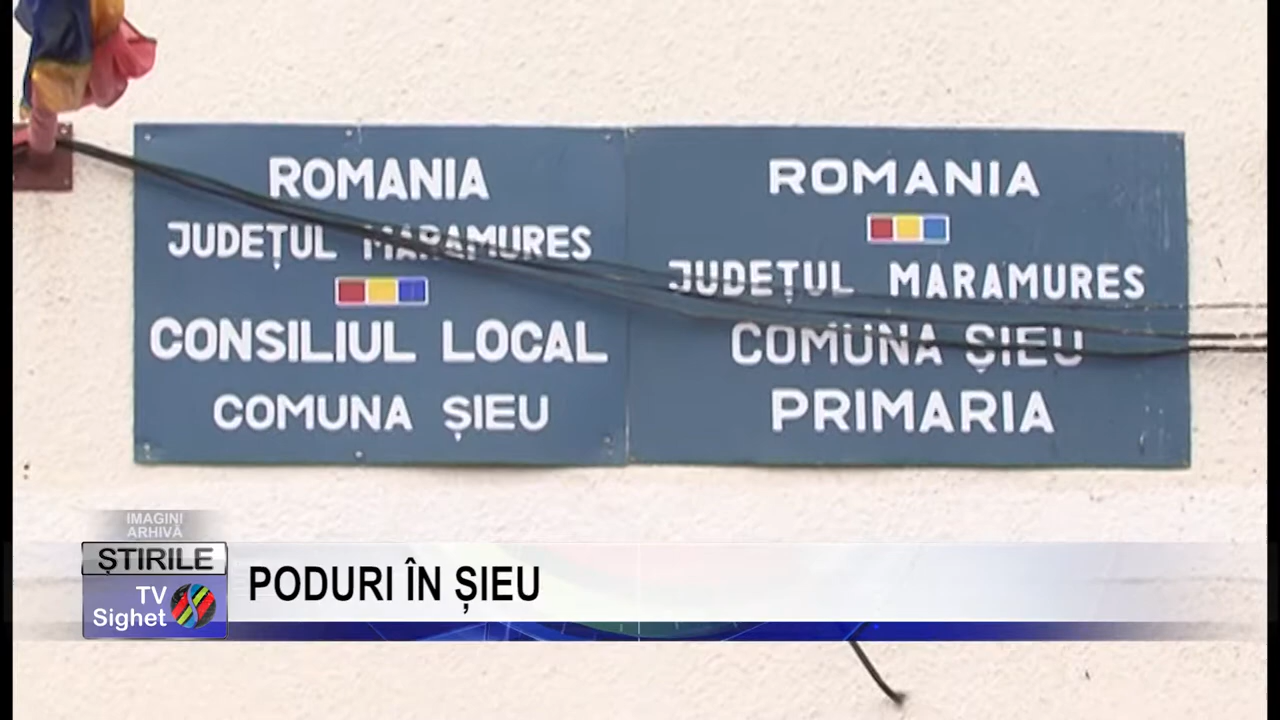 ROMANIA
JUDEȚUL MARAMURES
CONSILIUL LOCAL
COMUNA ȘIEU
ROMANIA
JUDEȚUL MARAMURES
COMUNA ȘIEU
PRIMARIA
IMAGINI
ARHIVĂ
ȘTIRILE
TV
Sighet
PODURI ÎN ȘIEU